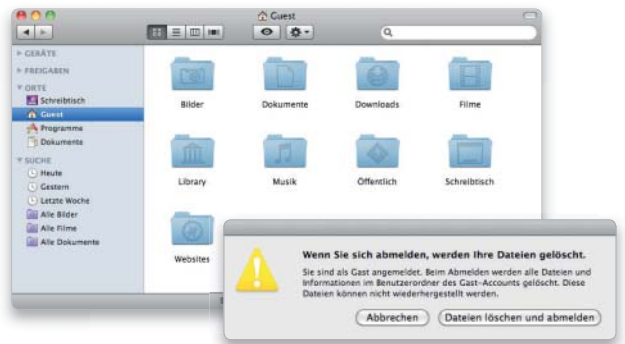 Guest
GERÄTE
FREIGABEN
ORTE
Schreibtisch
Guest
Programme
Dokumente
SUCHE
Heute
Gestern
Letzte Woche
Alle Bilder
Alle Filme
Alle Dokumente
Bilder
Dokumente
Downloads
Filme
Library
Musik
Öffentlich
Schreibtisch
Websites
Wenn Sie sich abmelden, werden Ihre Dateien gelöscht.
Sie sind als Gast angemeldet. Beim Abmelden werden alle Dateien und
Informationen im Benutzerordner des Gast-Accounts gelöscht. Diese
Dateien können nicht wiederhergestellt werden.
Abbrechen
Dateien löschen und abmelden